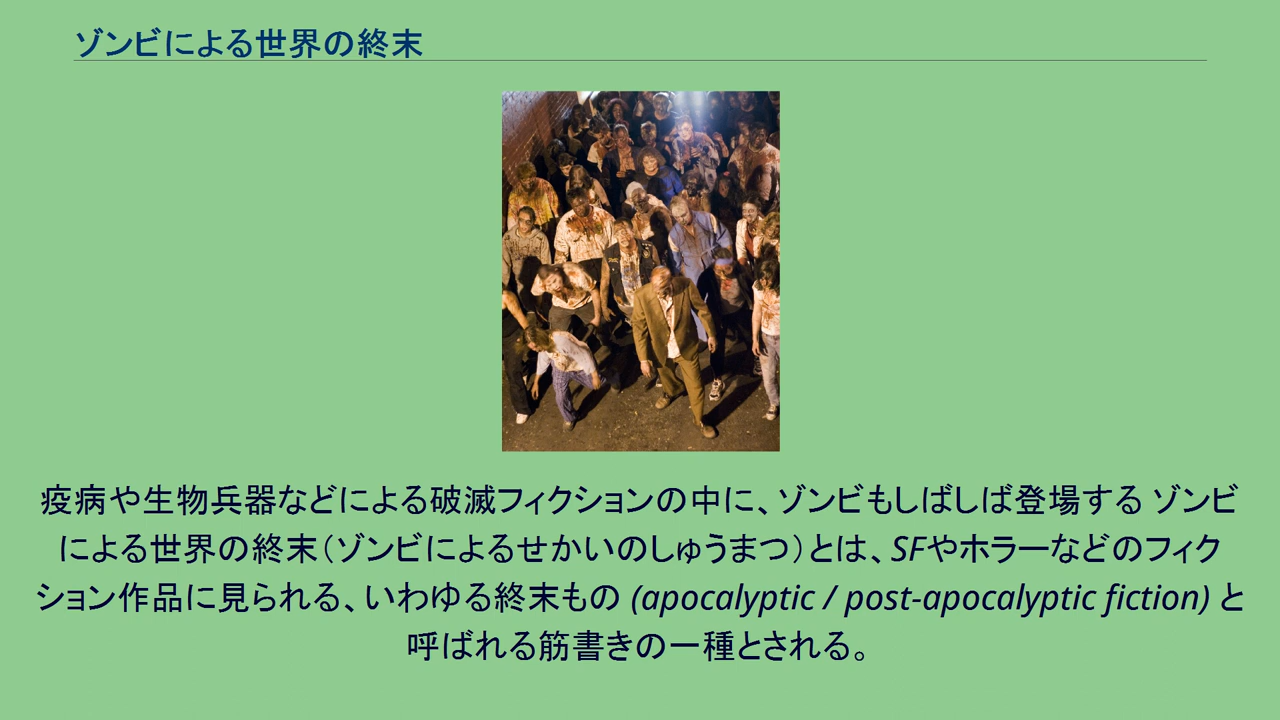 ゾンビによる世界の終末
疫病や生物兵器などによる破滅フィクションの中に、ゾンビもしばしば登場する ゾンビ
による世界の終末（ゾンビによるせかいのしゅうまつ）とは、SFやホラーなどのフィク
ション作品に見られる、いわゆる終末もの (apocalyptic / post-apocalyptic fiction) と
呼ばれる筋書きの一種とされる。